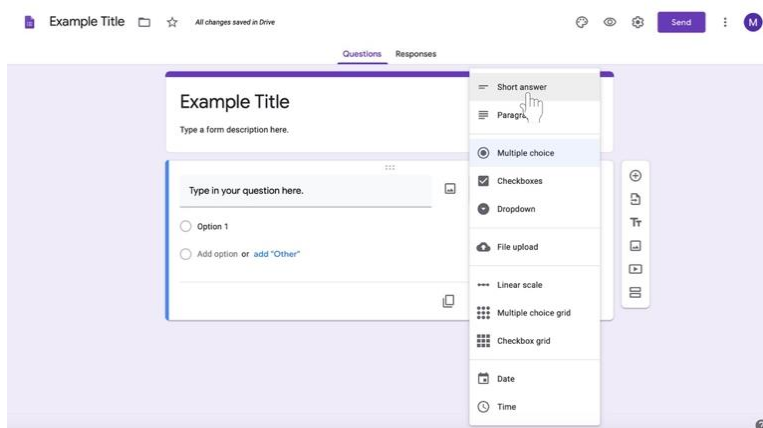 Example Title
All changes saved in Drive
Send
M
Questions
Responses
Example Title
Type a form description here.
Type in your question here.
Option 1
Add option or add "Other"
Short answer
Multiple choice
Checkboxes
Dropdown
File upload
Linear scale
Multiple choice grid
Checkbox grid
Date
Time
Tт